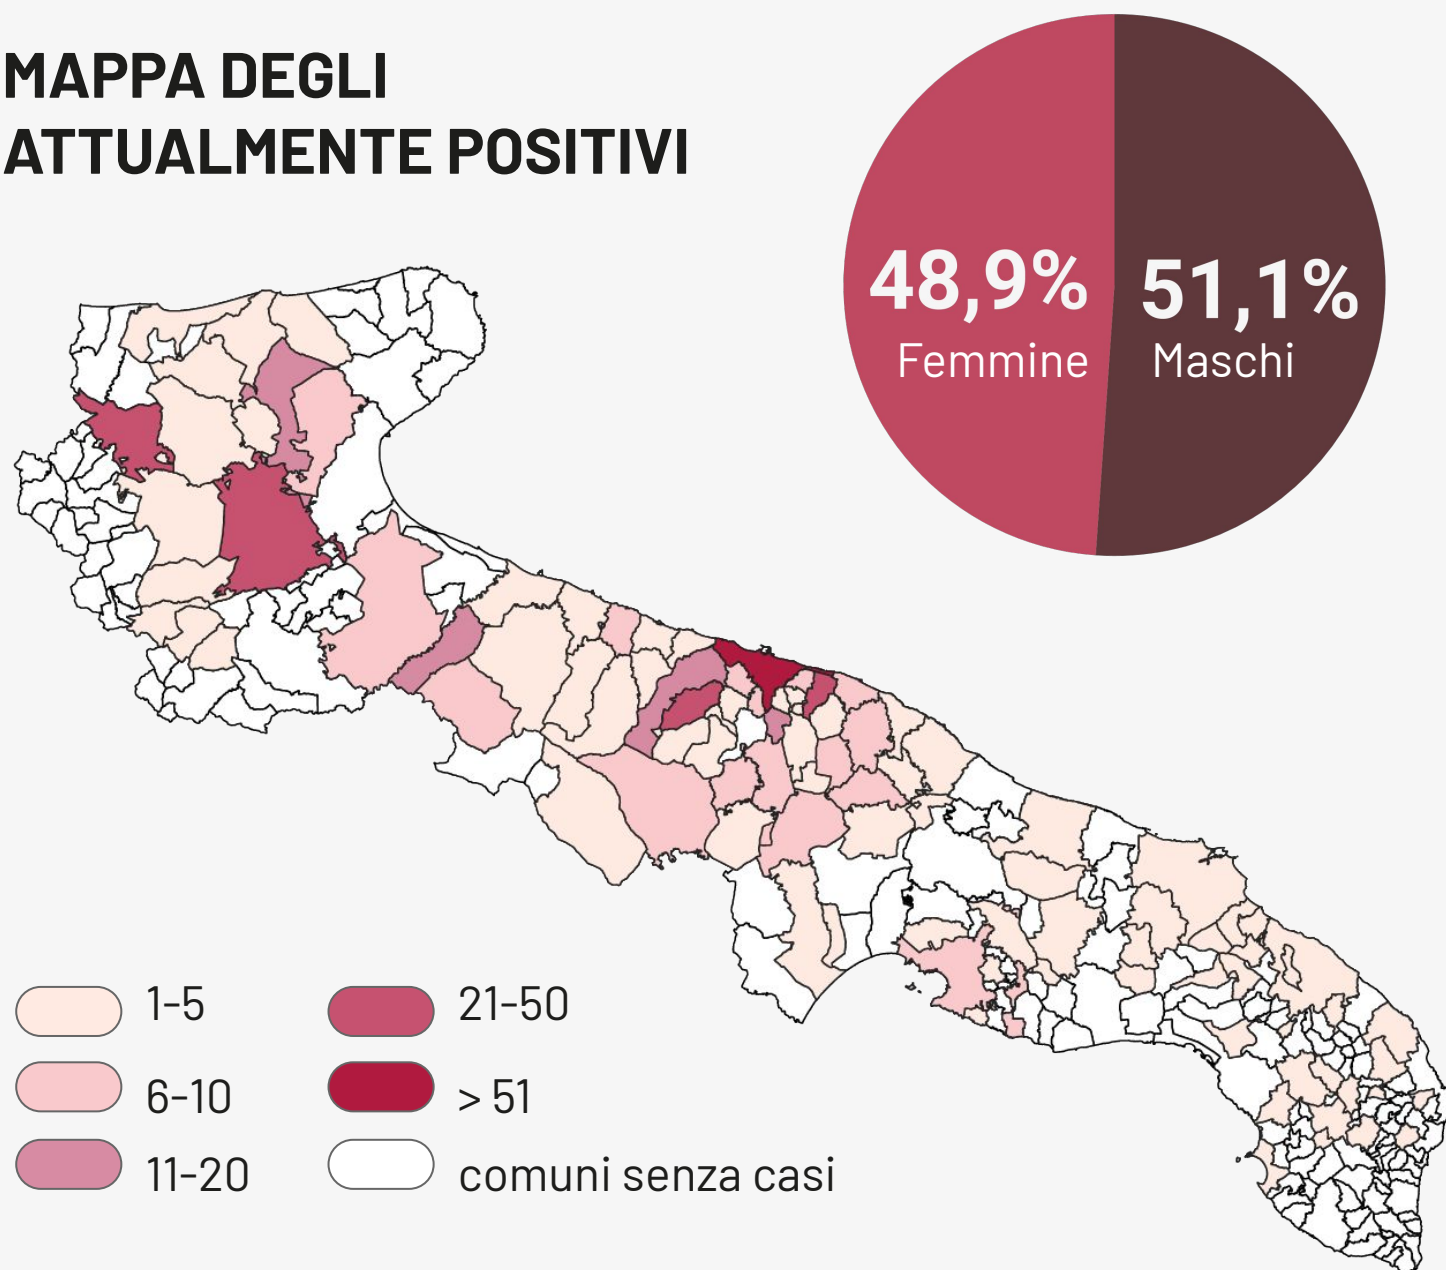 MAPPA DEGLI
ATTUALMENTE POSITIVI
48,9%
Femmine
51,1%
Maschi
1-5
6-10
11-20
21-50
> 51
comuni senza casi